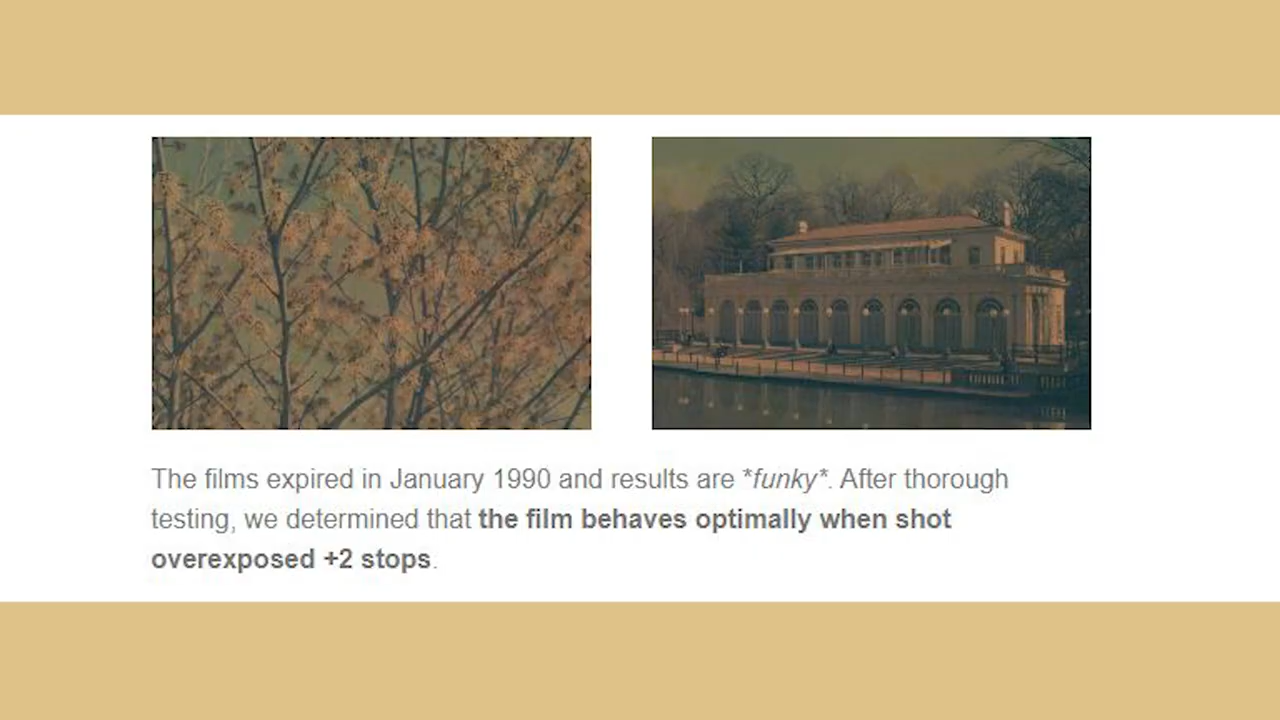 The films expired in January 1990 and results are *funky*. After thorough
testing, we determined that the film behaves optimally when shot
overexposed +2 stops.